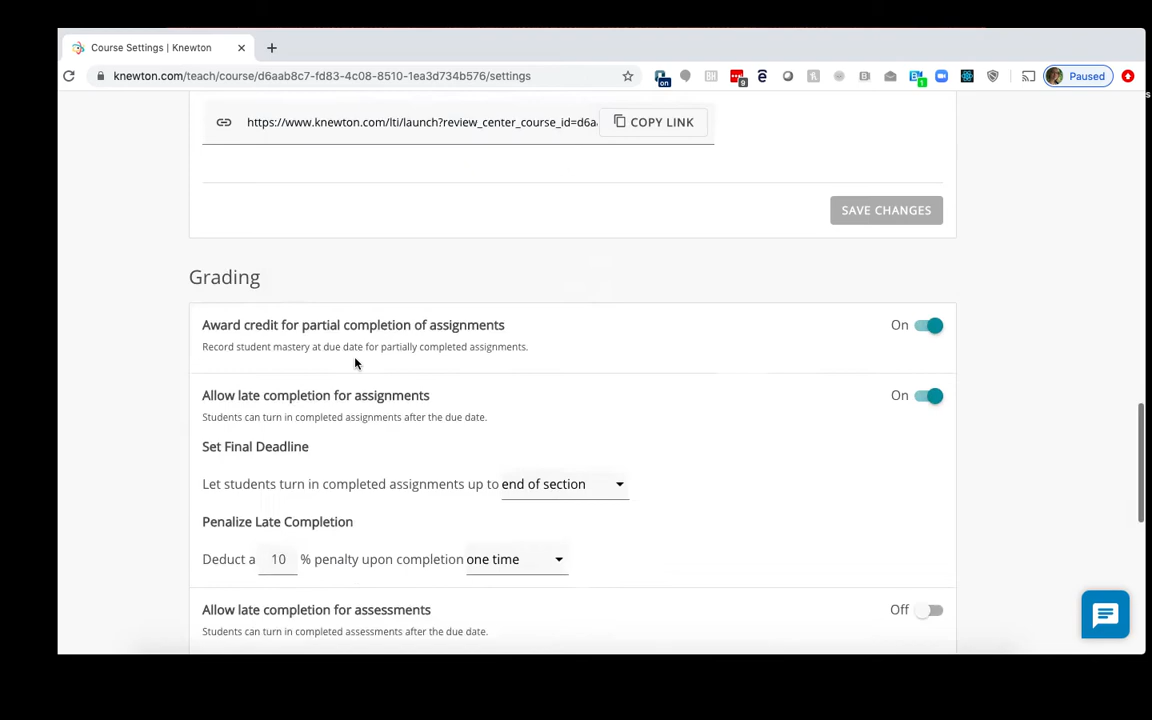 Course Settings | Knewton
knewton.com/teach/course/d6aab8c7-fd83-4c08-8510-1ea3d734b576/settings
on
9
1
Paused
https://www.knewton.com/lti/launch?review_center_course_id=d6a
COPY LINK
SAVE CHANGES
Grading
Award credit for partial completion of assignments
On
Record student mastery at due date for partially completed assignments.
Allow late completion for assignments
On
Students can turn in completed assignments after the due date.
Set Final Deadline
Let students turn in completed assignments up to end of section
Penalize Late Completion
Deduct a 10 % penalty upon completion one time
Allow late completion for assessments
Off
Students can turn in completed assessments after the due date.